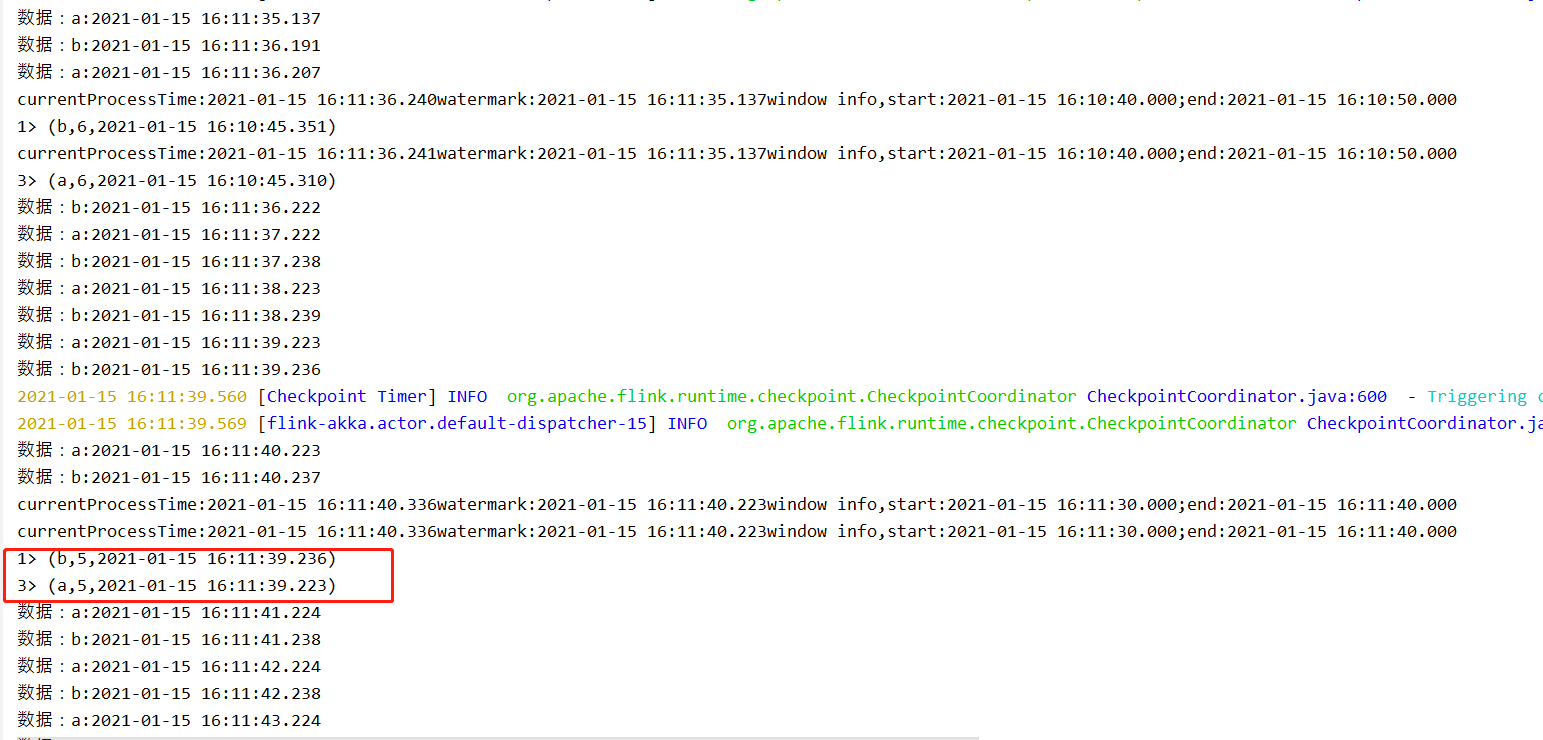 数据：a:2021-01-15 16:11:35.137
数据：b:2021-01-15 16:11:36.191
数据：a:2021-01-15 16:11:36.207
currentProcessTime:2021-01-15 16:11:36.240watermark:2021-01-15 16:11:35.137window info,start:2021-01-15 16:10:40.000;end:2021-01-15 16:10:50.000
1> (b,6,2021-01-15 16:10:45.351)
currentProcessTime:2021-01-15 16:11:36.241watermark:2021-01-15 16:11:35.137window info,start:2021-01-15 16:10:40.000;end:2021-01-15 16:10:50.000
3> (a,6,2021-01-15 16:10:45.310)
数据：b:2021-01-15 16:11:36.222
数据：a:2021-01-15 16:11:37.222
数据：b:2021-01-15 16:11:37.238
数据：a:2021-01-15 16:11:38.223
数据：b:2021-01-15 16:11:38.239
数据：a:2021-01-15 16:11:39.223
数据：b:2021-01-15 16:11:39.236
2021-01-15 16:11:39.560 [Checkpoint Timer] INFO  org.apache.flink.runtime.checkpoint.CheckpointCoordinator CheckpointCoordinator.java:600  - Triggering
2021-01-15 16:11:39.569 [flink-akka.actor.default-dispatcher-15] INFO  org.apache.flink.runtime.checkpoint.CheckpointCoordinator CheckpointCoordinator.ja
数据：a:2021-01-15 16:11:40.223
数据：b:2021-01-15 16:11:40.237
currentProcessTime:2021-01-15 16:11:40.336watermark:2021-01-15 16:11:40.223window info,start:2021-01-15 16:11:30.000;end:2021-01-15 16:11:40.000
currentProcessTime:2021-01-15 16:11:40.336watermark:2021-01-15 16:11:40.223window info,start:2021-01-15 16:11:30.000;end:2021-01-15 16:11:40.000
1> (b,5,2021-01-15 16:11:39.236)
3> (a,5,2021-01-15 16:11:39.223)
数据：a:2021-01-15 16:11:41.224
数据：b:2021-01-15 16:11:41.238
数据：a:2021-01-15 16:11:42.224
数据：b:2021-01-15 16:11:42.238
数据：a:2021-01-15 16:11:43.224